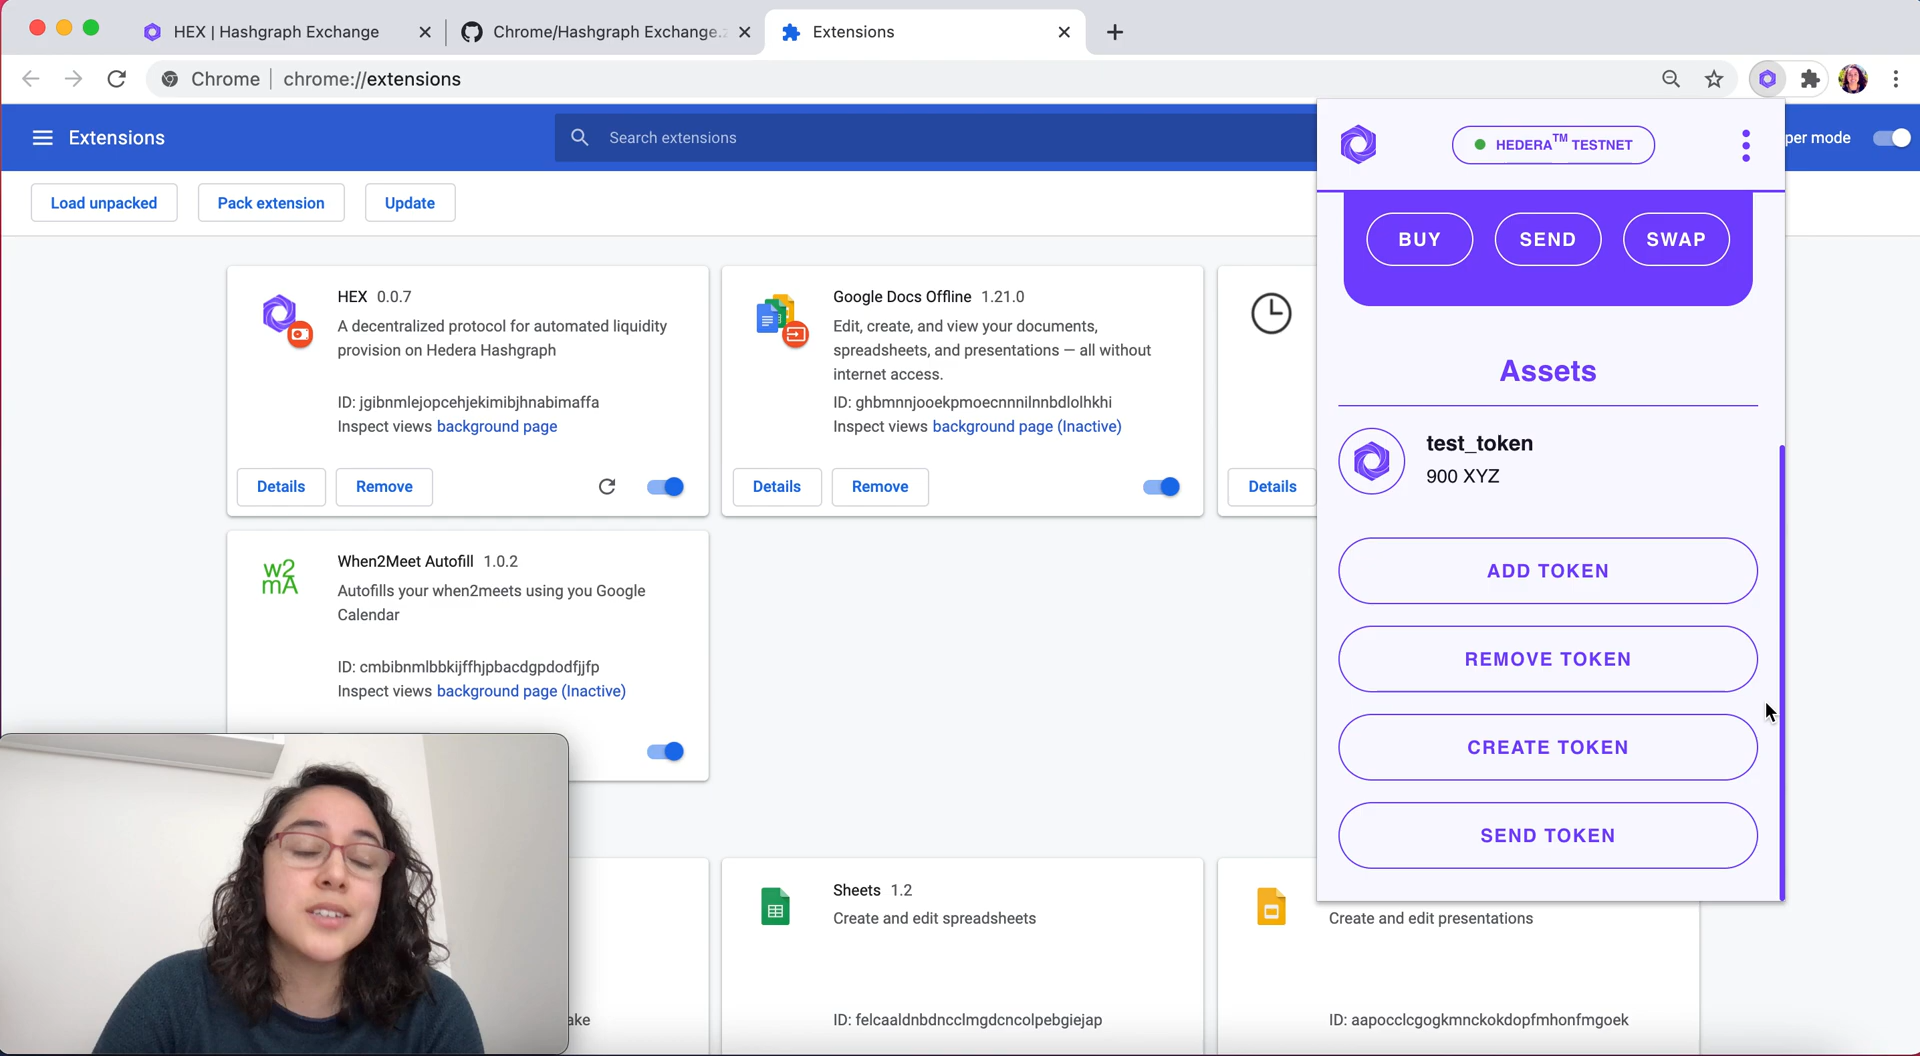 HEX | Hashgraph Exchange
Chrome/Hashgraph Exchange.
Extensions
Chrome
chrome://extensions
Extensions
Search extensions
per mode
Load unpacked
Pack extension
Update
HEX 0.0.7
A decentralized protocol for automated liquidity
provision on Hedera Hashgraph
ID: jgibnmlejopcehjekimibjhnabimaffa
Inspect views background page
Details
Remove
Google Docs Offline 1.21.0
Edit, create, and view your documents,
spreadsheets, and presentations — all without
internet access.
ID: ghbmnnjooekpmoecnnnilnnbdlolhkhi
Inspect views background page (Inactive)
Details
Remove
Details
w2
mA
When2Meet Autofill 1.0.2
Autofills your when2meets using you Google
Calendar
ID: cmbibnmlbbkijffhjpbacdgpdodfjjfp
Inspect views background page (Inactive)
ake
Sheets 1.2
Create and edit spreadsheets
ID: felcaaldnbdncclmgdcncolpebgiejap
Create and edit presentations
ID: aapocclcgogkmnckokdopfmhonfmgoek
HEDERA™ TESTNET
BUY
SEND
SWAP
Assets
test_token
900 XYZ
ADD TOKEN
REMOVE TOKEN
CREATE TOKEN
SEND TOKEN